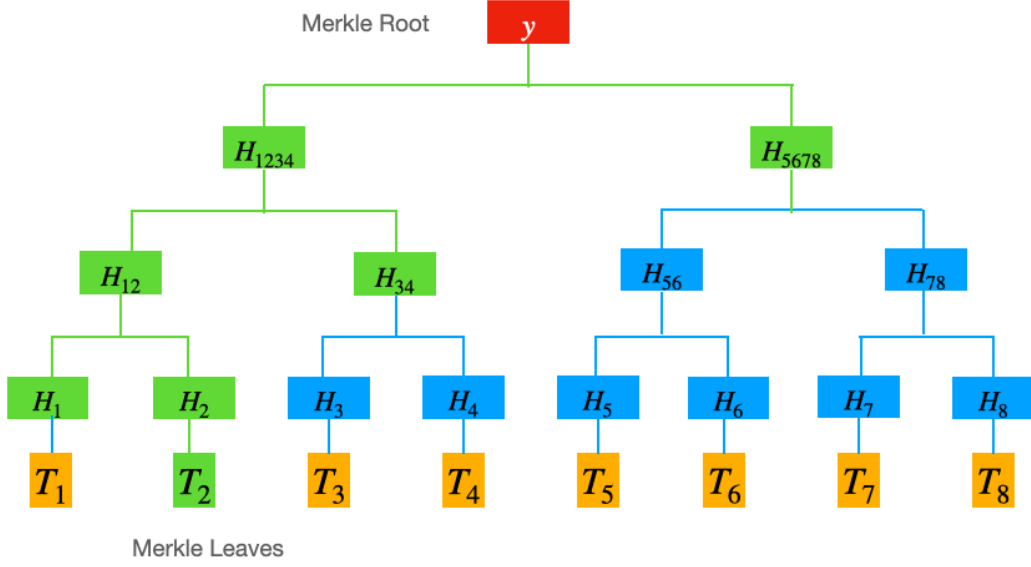 Merkle Root y
H₁₂₃₄ H₅₆₇₈
H₁₂ H₃₄ H₅₆ H₇₈
H₁ H₂ H₃ H₄ H₅ H₆ H₇ H₈
T₁ T₂ T₃ T₄ T₅ T₆ T₇ T₈
Merkle Leaves